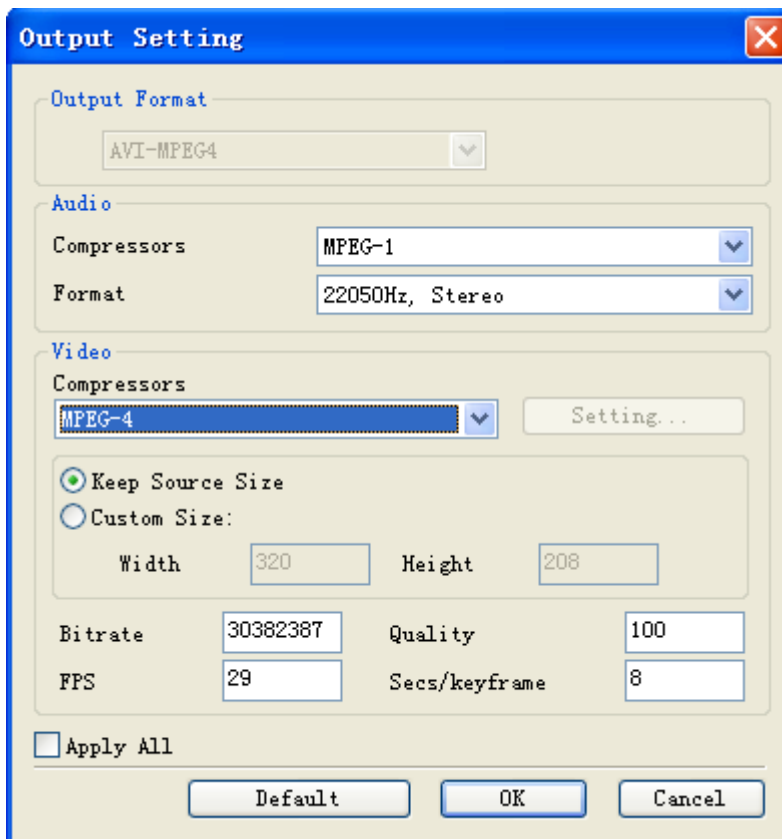 Output Setting
Output Format
AVI-MPEG4
Audio
Compressors MPEG-1
Format 22050Hz, Stereo
Video
Compressors
MPEG-4 Setting...
Keep Source Size
Custom Size:
Width 320 Height 208
Bitrate 30382387 Quality 100
FPS 29 Secs/keyframe 8
Apply All
Default OK Cancel